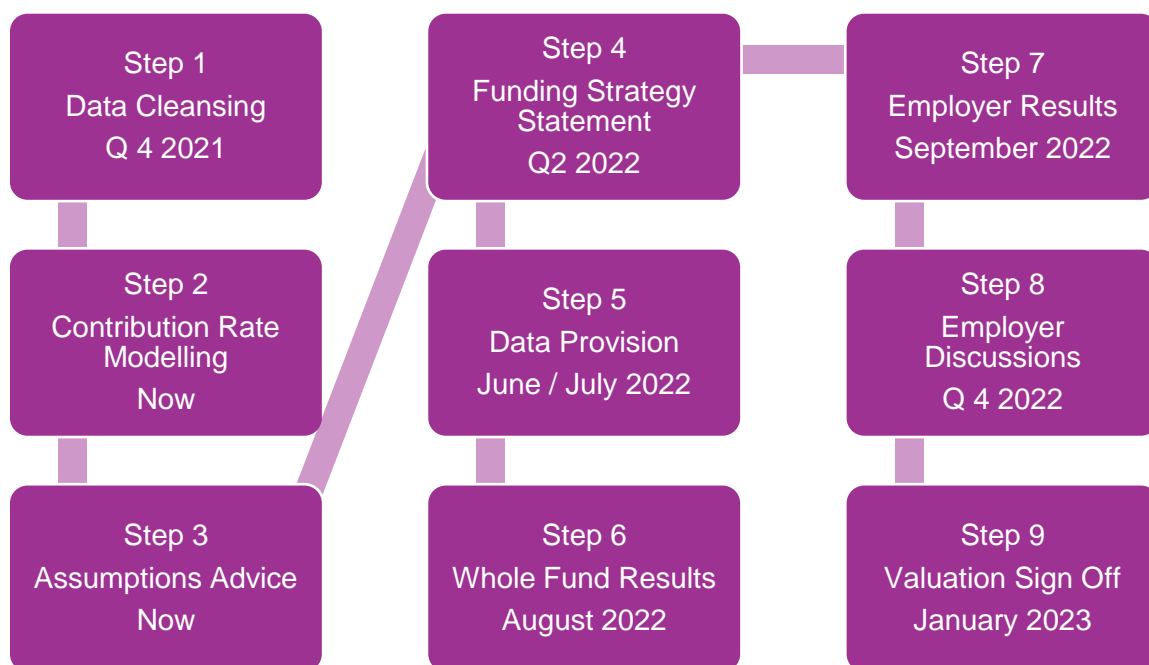 Step 1
Data Cleansing
Q 4 2021
Step 2
Contribution Rate
Modelling
Now
Step 3
Assumptions Advice
Now
Step 4
Funding Strategy
Statement
Q2 2022
Step 5
Data Provision
June / July 2022
Step 6
Whole Fund Results
August 2022
Step 7
Employer Results
September 2022
Step 8
Employer
Discussions
Q 4 2022
Step 9
Valuation Sign Off
January 2023